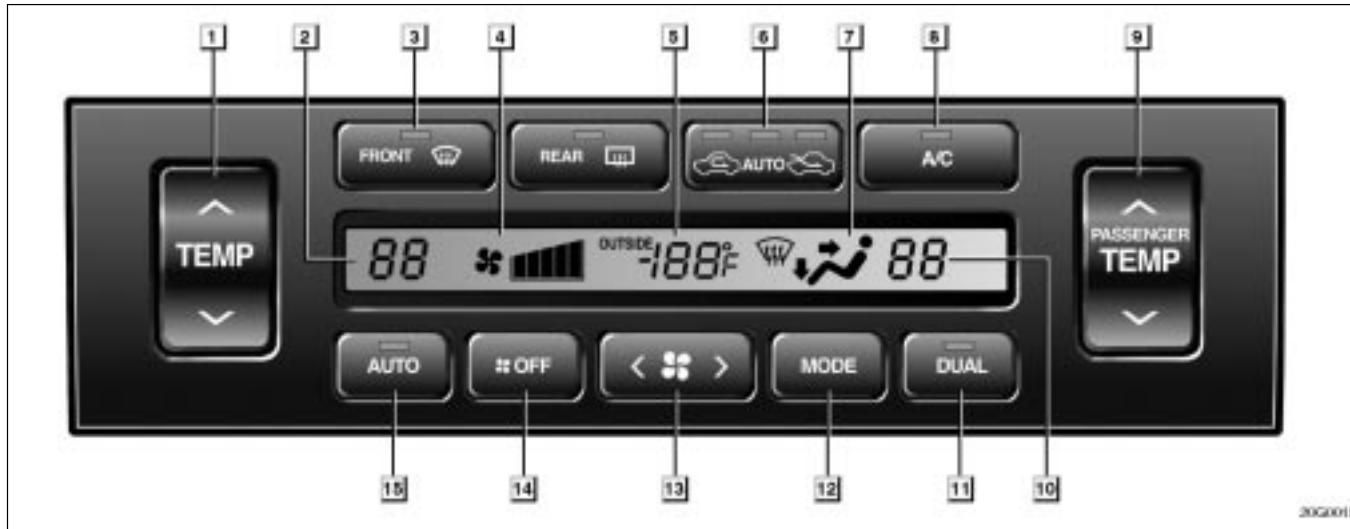 1 2 3 4 5 6 7 8 9
FRONT REAR AUTO A/C
TEMP
88 OUTSIDE -188°F 88
PASSENGER
TEMP
AUTO OFF < > MODE DUAL
15 14 13 12 11 10